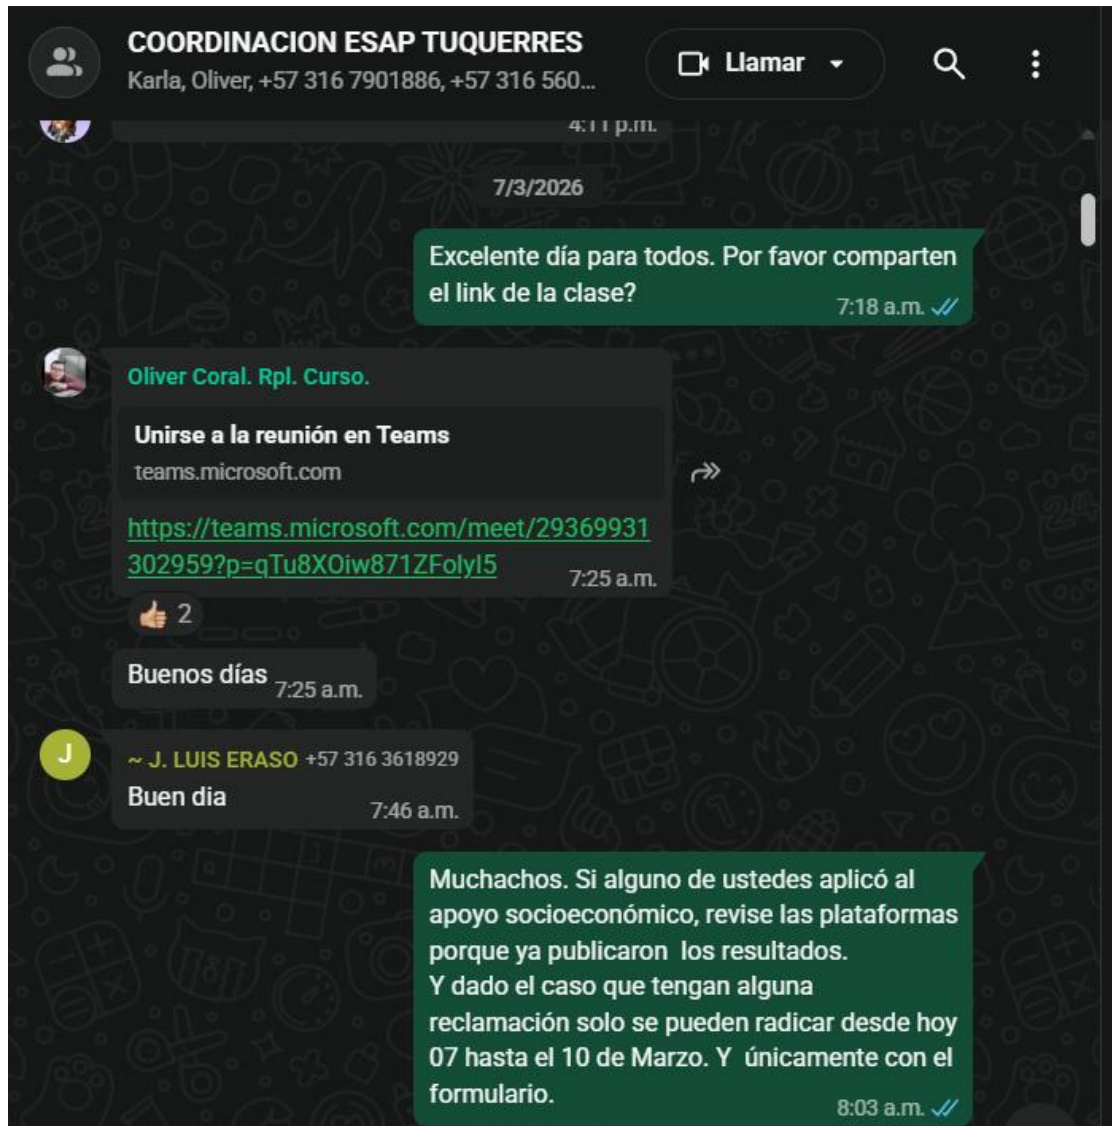 COORDINACION ESAP TUQUERRES
Karla, Oliver, +57 316 7901886, +57 316 560...
Llamar
4:11 p.m.
7/3/2026
Excelente día para todos. Por favor comparten
el link de la clase?
7:18 a.m.
Oliver Coral. Rpl. Curso.
Unirse a la reunión en Teams
teams.microsoft.com
https://teams.microsoft.com/meet/29369931
302959?p=qTu8XOiw871ZFolyI5
7:25 a.m.
2
Buenos días
7:25 a.m.
J
~ J. LUIS ERASO +57 316 3618929
Buen dia
7:46 a.m.
Muchachos. Si alguno de ustedes aplicó al
apoyo socioeconómico, revise las plataformas
porque ya publicaron  los resultados.
Y dado el caso que tengan alguna
reclamación solo se pueden radicar desde hoy
07 hasta el 10 de Marzo. Y  únicamente con el
formulario.
8:03 a.m.